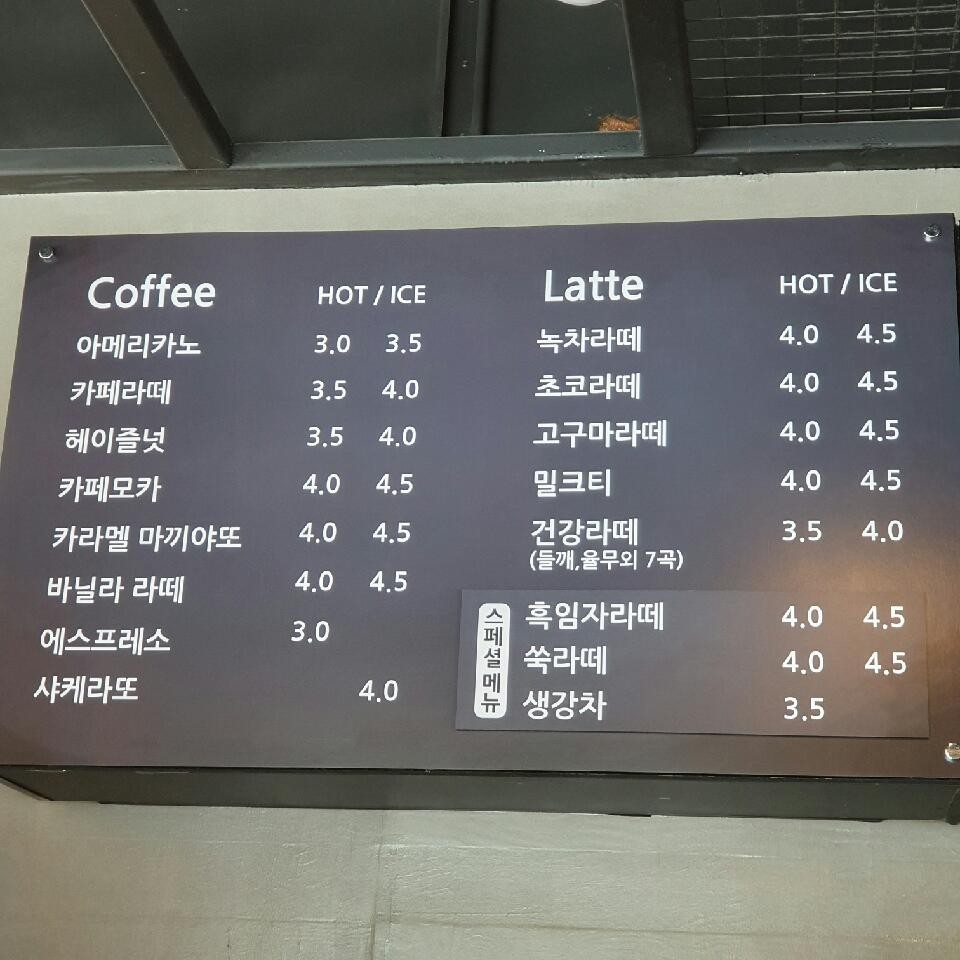 Coffee HOT / ICE
아메리카노 3.0 3.5
카페라떼 3.5 4.0
헤이즐넛 3.5 4.0
카페모카 4.0 4.5
카라멜 마끼야또 4.0 4.5
바닐라 라떼 4.0 4.5
에스프레소 3.0
샤케라또 4.0
Latte HOT / ICE
녹차라떼 4.0 4.5
초코라떼 4.0 4.5
고구마라떼 4.0 4.5
밀크티 4.0 4.5
건강라떼 3.5 4.0
(들깨,율무외 7곡)
스페셜메뉴
흑임자라떼 4.0 4.5
쑥라떼 4.0 4.5
생강차 3.5